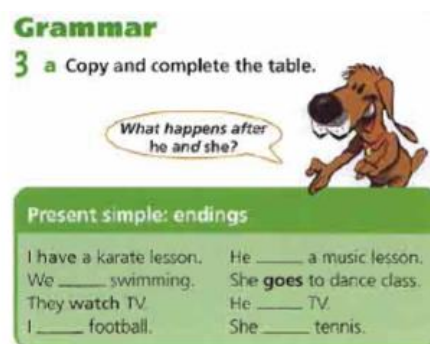 Grammar
3 a Copy and complete the table.
What happens after
he and she?
Present simple: endings
I have a karate lesson. He _____ a music lesson.
We _____ swimming. She goes to dance class.
They watch TV. He _____ TV.
I _____ football. She _____ tennis.